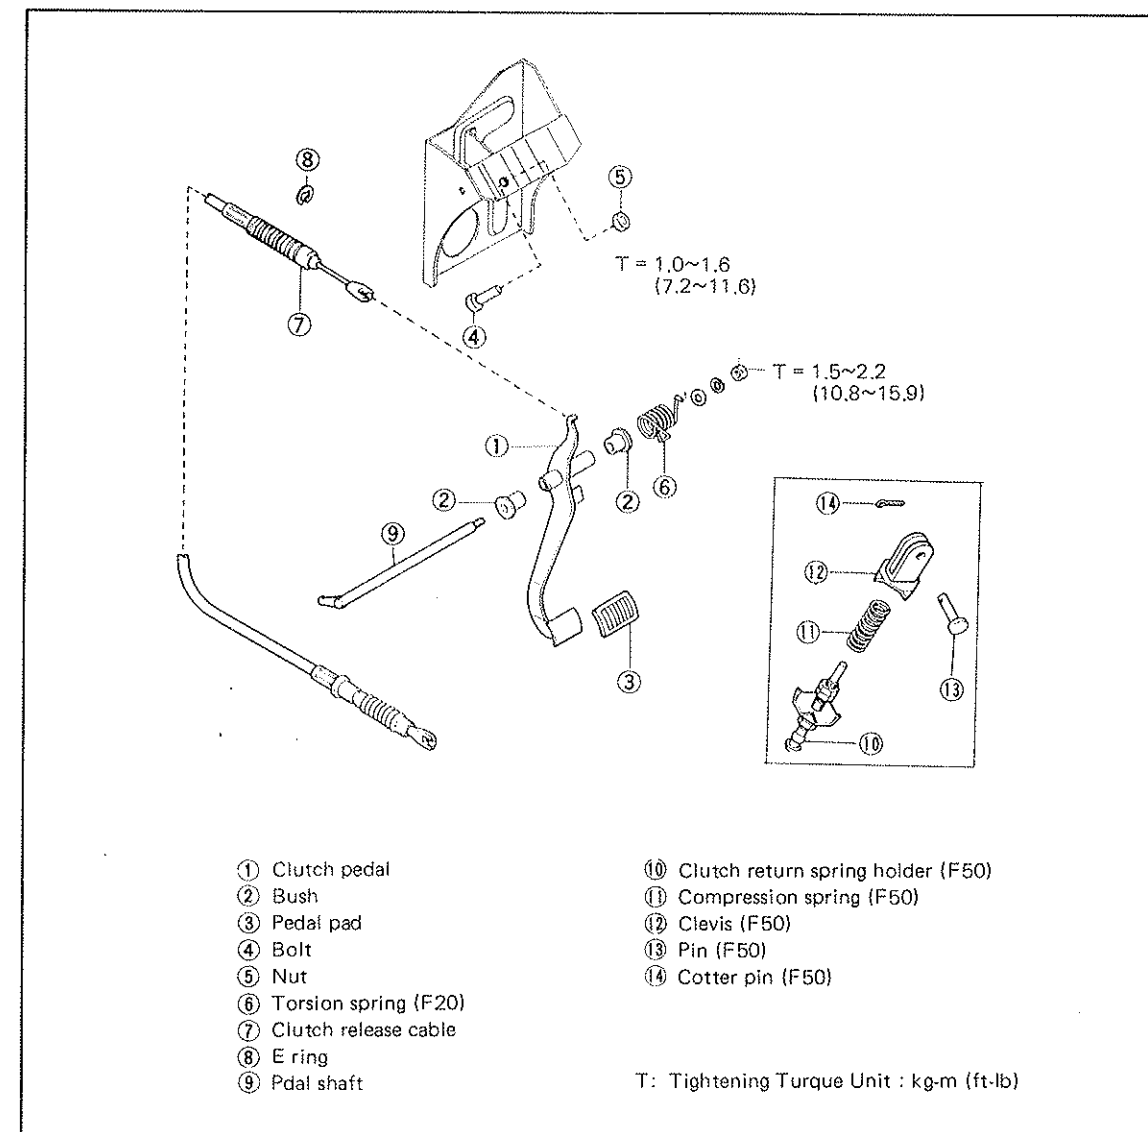 ⑧
⑤
T = 1.0~1.6
(7.2~11.6)
⑦
④
T = 1.5~2.2
(10.8~15.9)
①
②
②
⑥
⑨
③
⑭
⑫
⑪
⑬
⑩
① Clutch pedal
② Bush
③ Pedal pad
④ Bolt
⑤ Nut
⑥ Torsion spring (F20)
⑦ Clutch release cable
⑧ E ring
⑨ Pdal shaft
⑩ Clutch return spring holder (F50)
⑪ Compression spring (F50)
⑫ Clevis (F50)
⑬ Pin (F50)
⑭ Cotter pin (F50)
T: Tightening Turque Unit : kg-m (ft-lb)